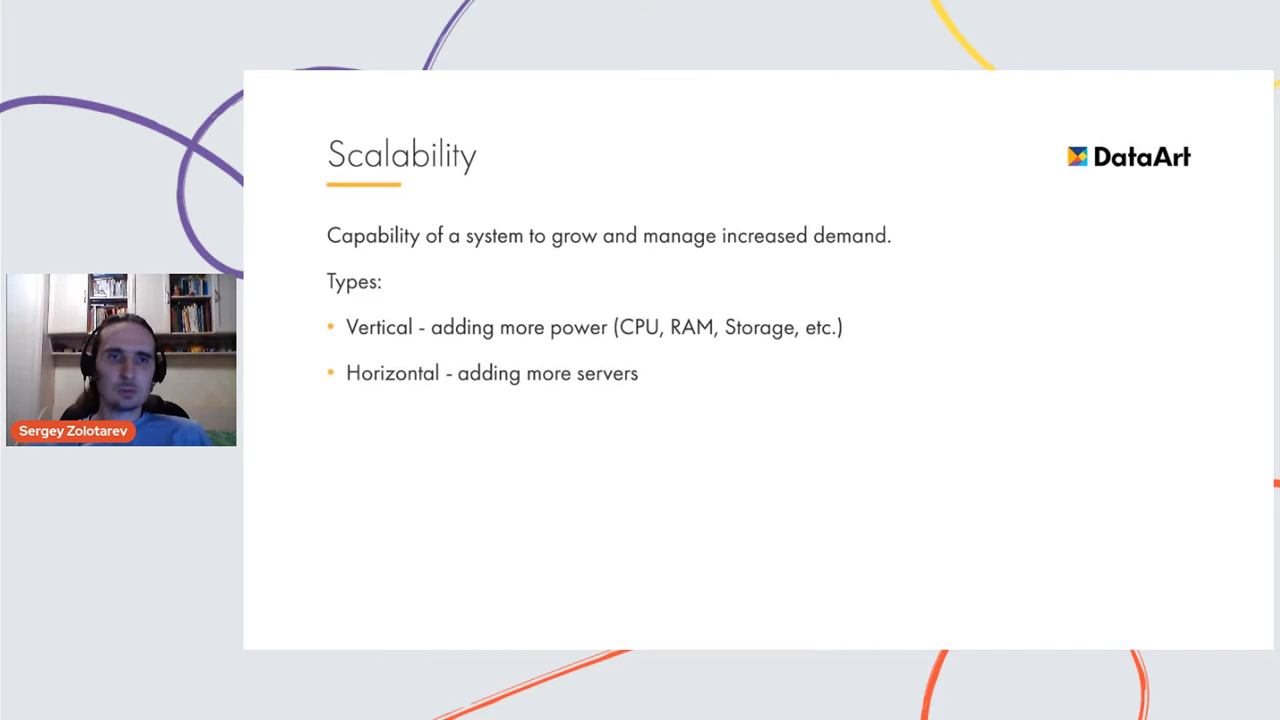 Scalability
DataArt
Capability of a system to grow and manage increased demand.
Types:
• Vertical - adding more power (CPU, RAM, Storage, etc.)
• Horizontal - adding more servers
Sergey Zolotarev